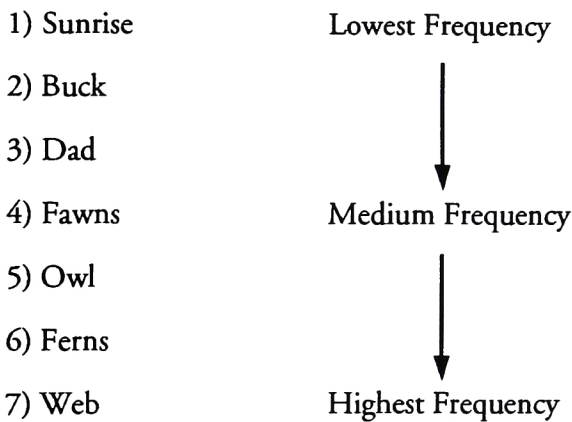 1) Sunrise Lowest Frequency
2) Buck
3) Dad
4) Fawns Medium Frequency
5) Owl
6) Ferns
7) Web Highest Frequency